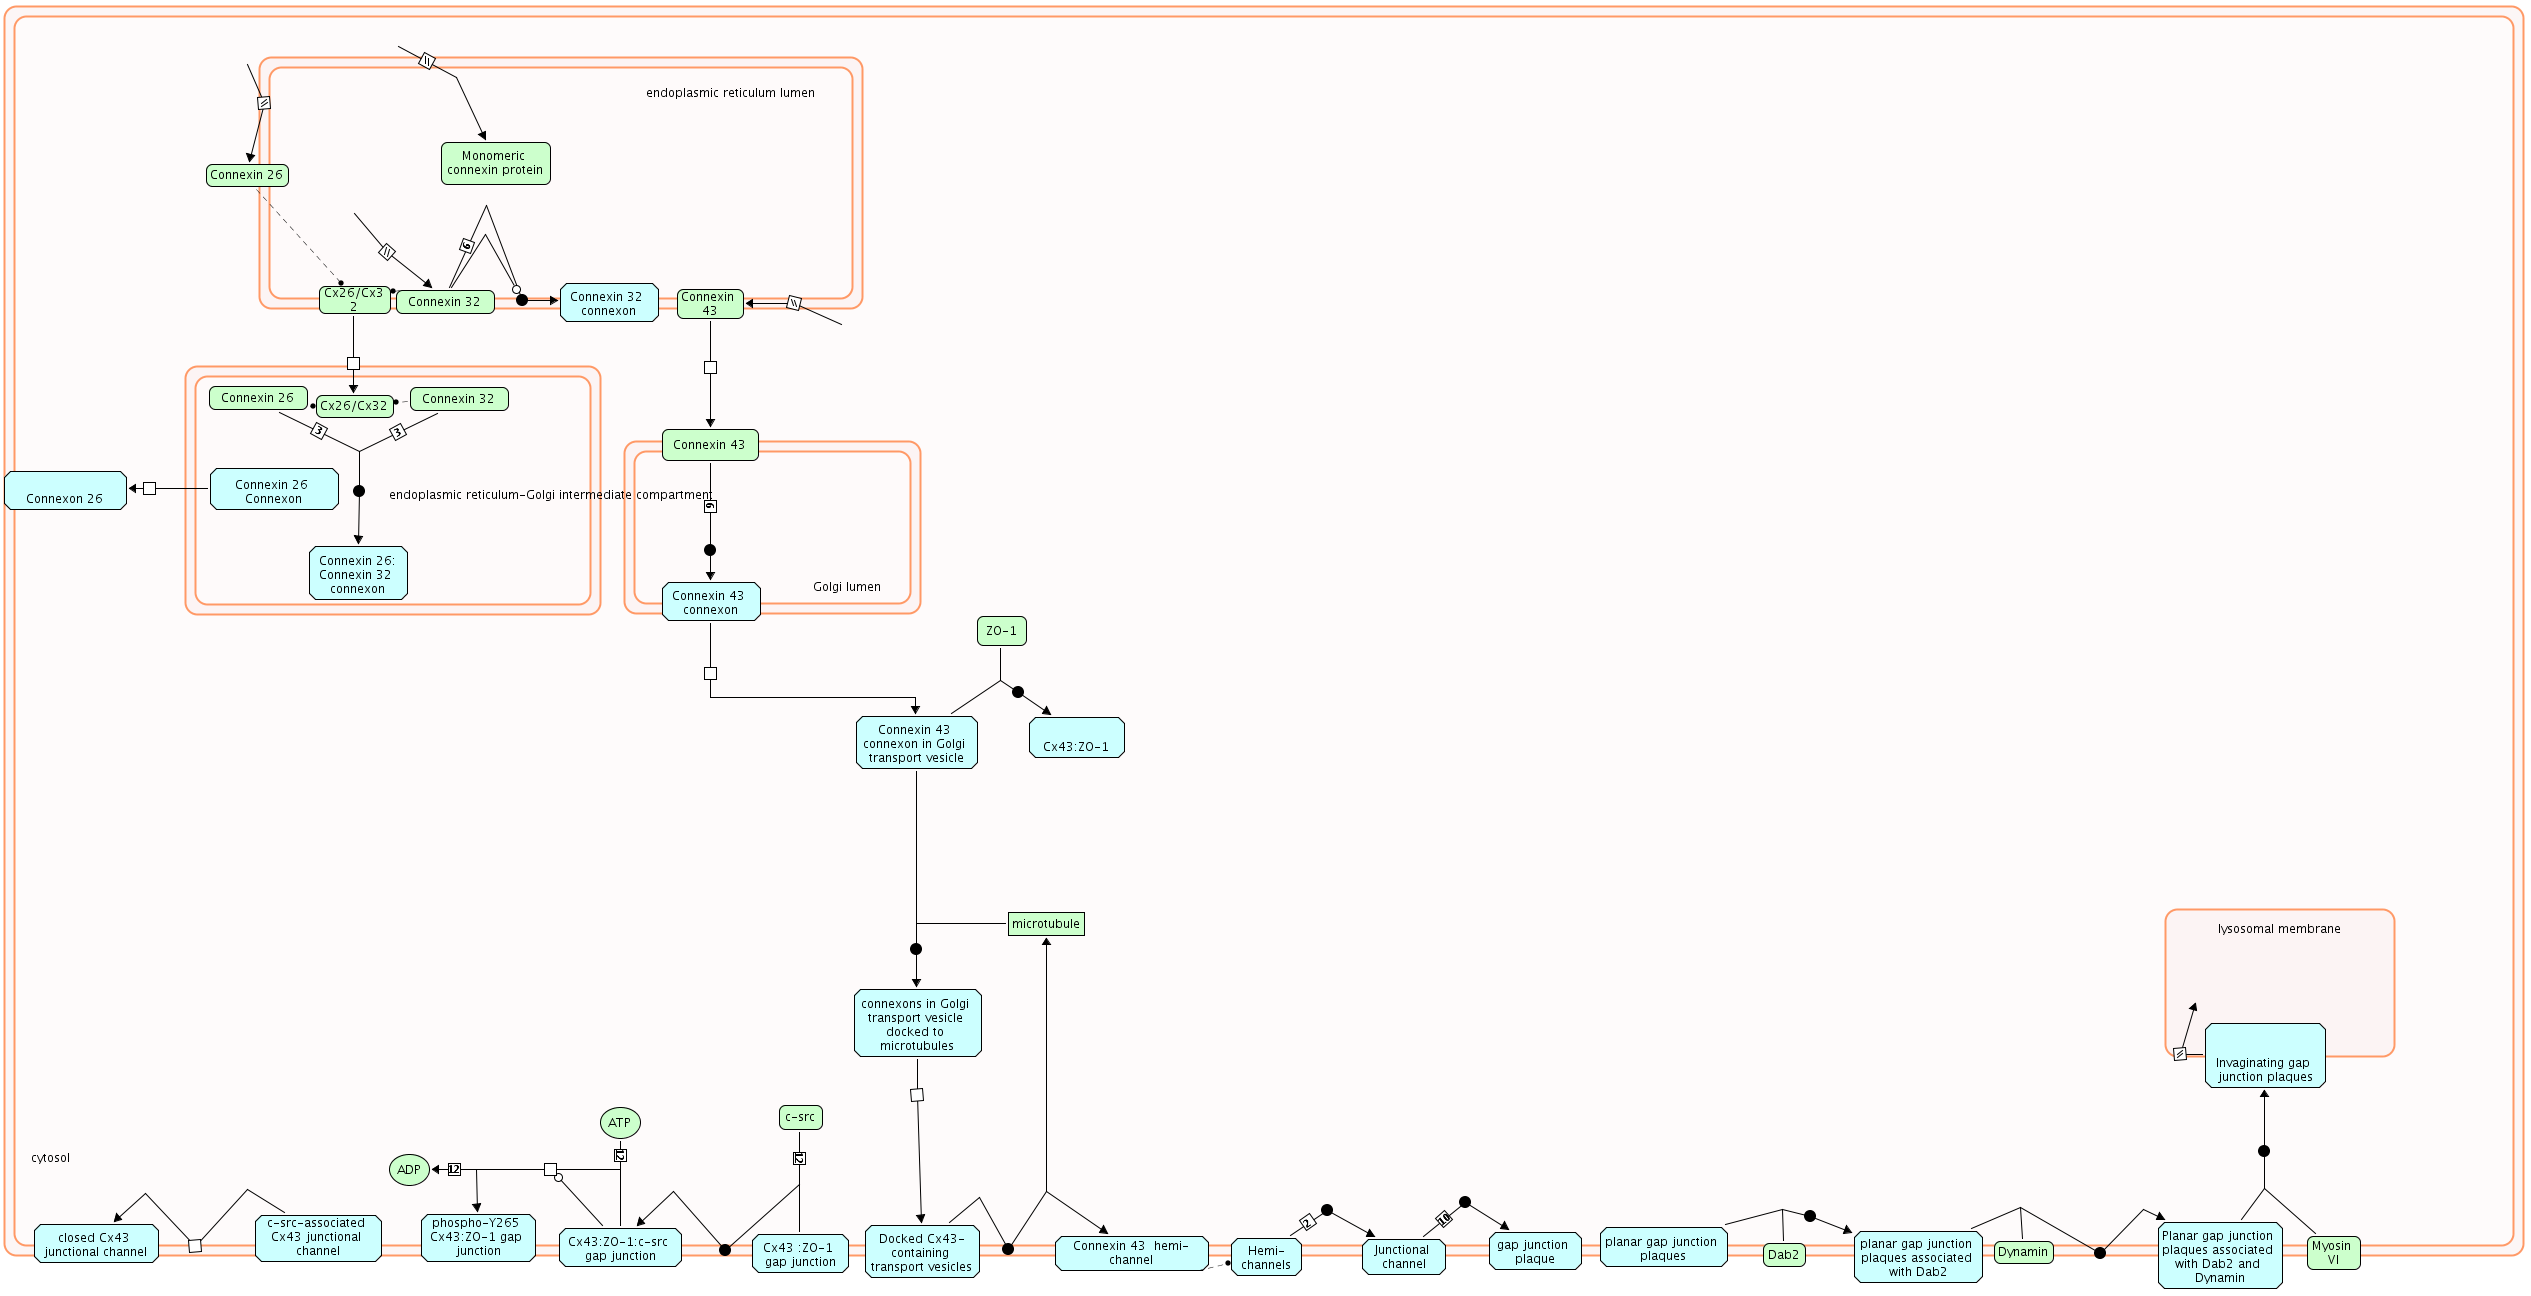 endoplasmic reticulum lumen
Monomeric
connexin protein
Connexin 26
6
Cx26/Cx3
2
Connexin 32
Connexin 32
connexon
Connexin
43
Connexin 26
Cx26/Cx32
Connexin 32
3
3
Connexon 26
Connexin 26
Connexon
endoplasmic reticulum-Golgi intermediate compartment
Connexin 26:
Connexin 32
connexon
Connexin 43
6
Golgi lumen
Connexin 43
connexon
ZO-1
Connexin 43
connexon in Golgi
transport vesicle
Cx43:ZO-1
microtubule
lysosomal membrane
connexons in Golgi
transport vesicle
docked to
microtubules
Invaginating gap
junction plaques
cytosol
ATP
12
c-src
12
ADP
12
closed Cx43
junctional channel
c-src-associated
Cx43 junctional
channel
phospho-Y265
Cx43:ZO-1 gap
junction
Cx43:ZO-1:c-src
gap junction
Cx43 :ZO-1
gap junction
Docked Cx43-
containing
transport vesicles
Connexin 43 hemi-
channel
Hemi-
channels
2
Junctional
channel
10
gap junction
plaque
planar gap junction
plaques
Dab2
planar gap junction
plaques associated
with Dab2
Dynamin
Planar gap junction
plaques associated
with Dab2 and
Dynamin
Myosin
VI